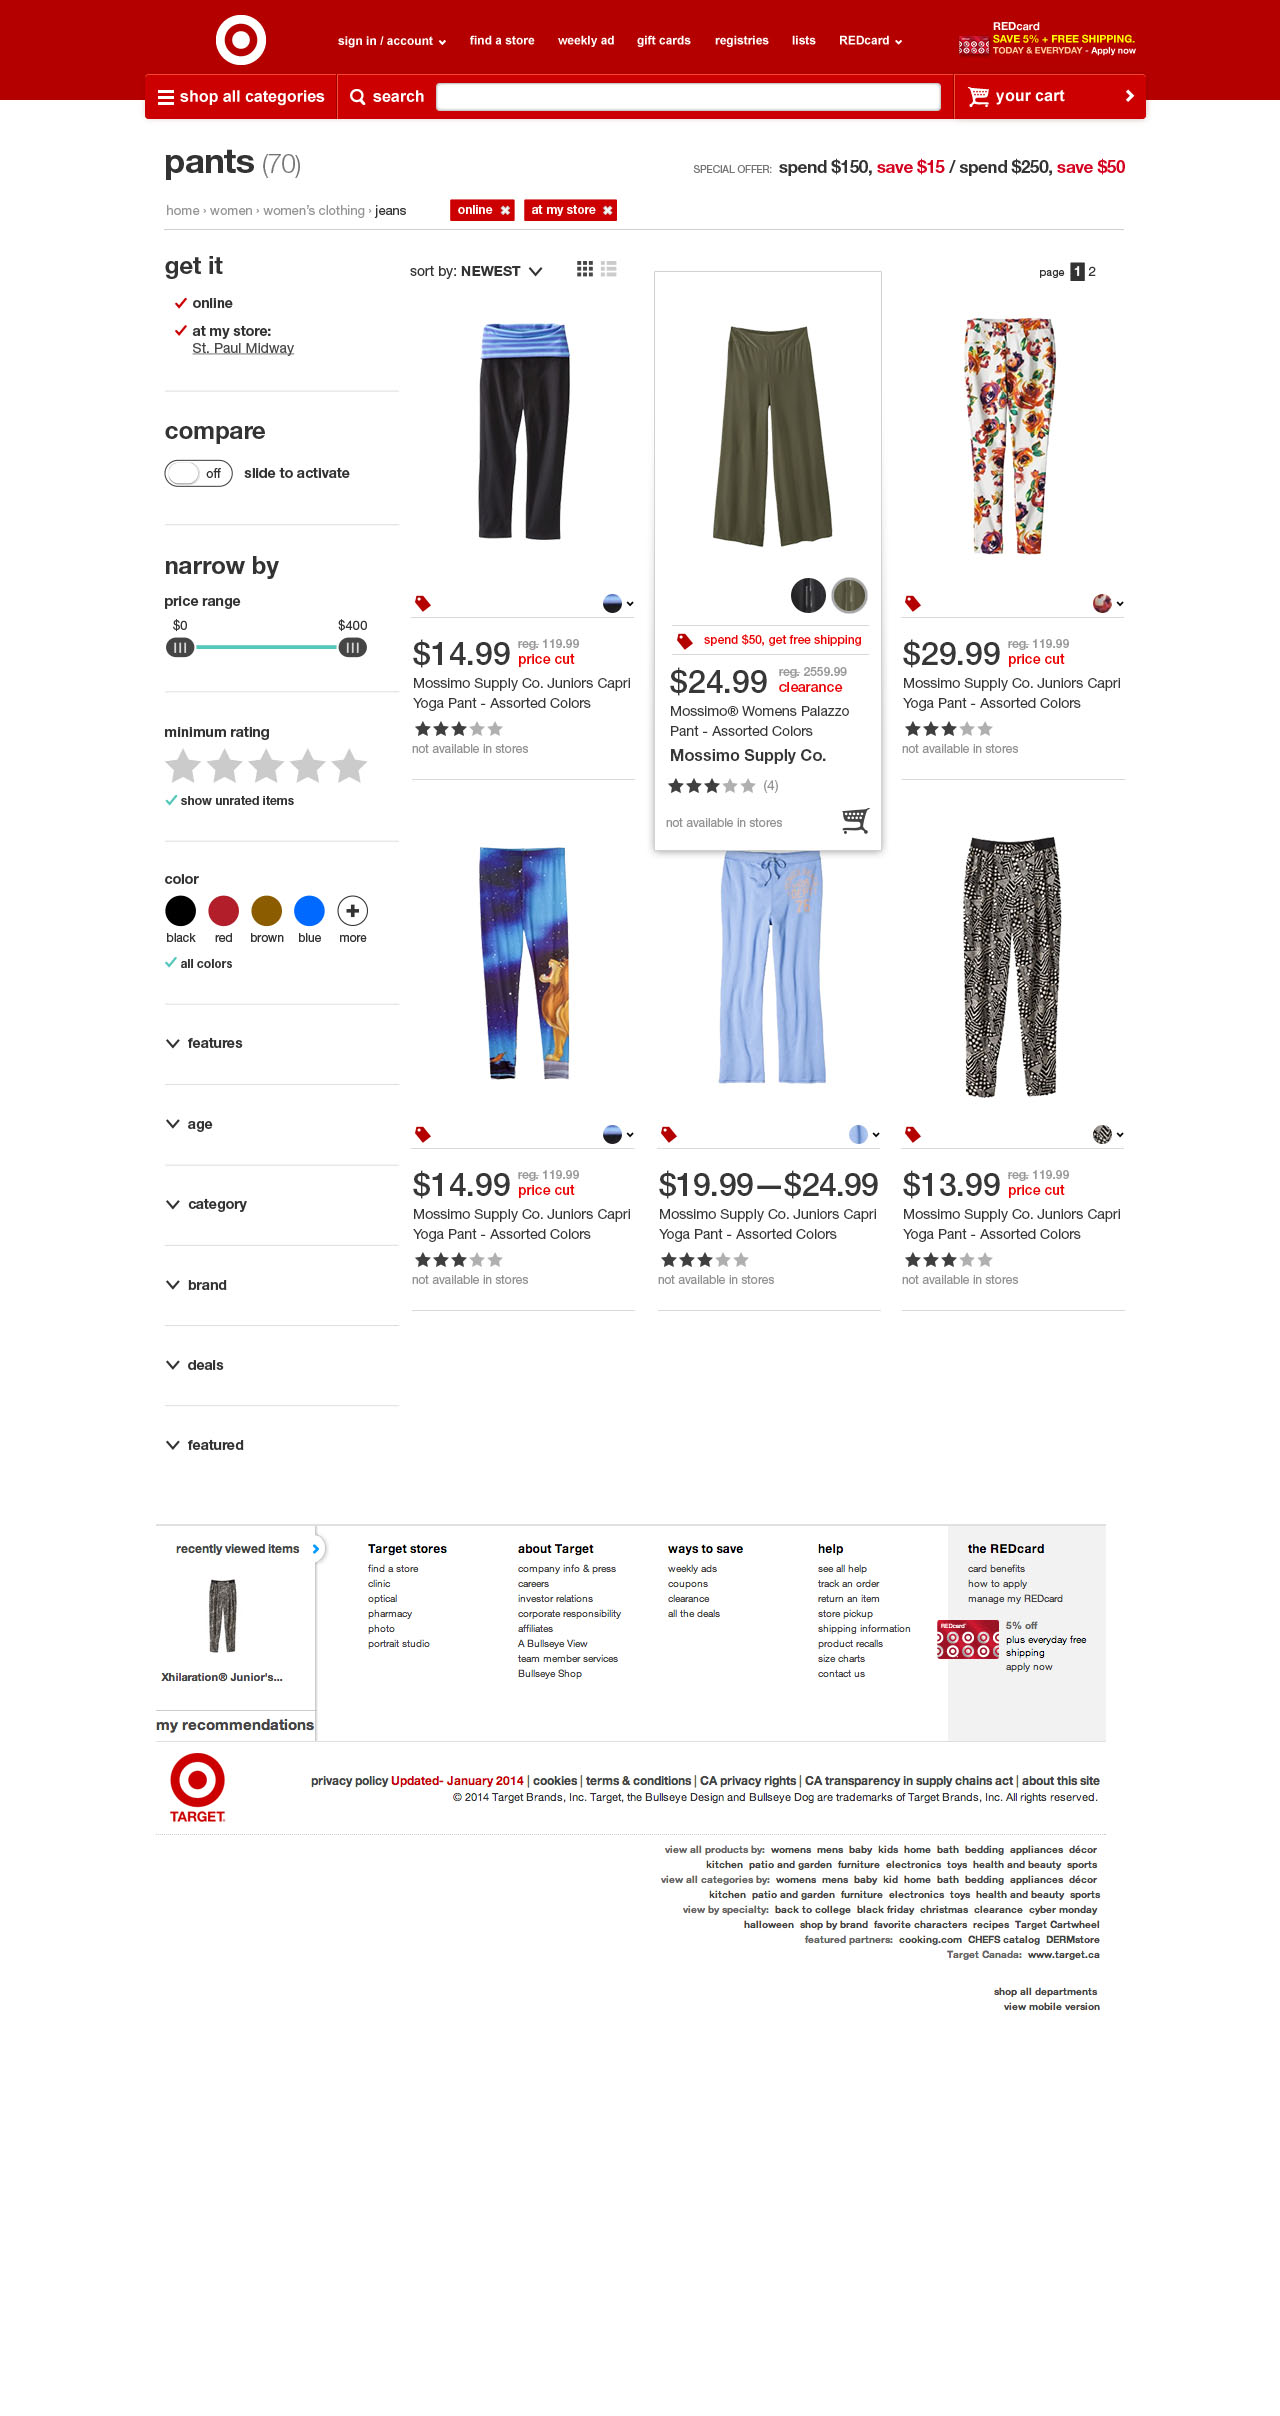 sign in / account
find a store
weekly ad
gift cards
registries
lists
REDcard
REDcard
SAVE 5% + FREE SHIPPING.
TODAY & EVERYDAY - Apply now
shop all categories
search
your cart
pants (70)
SPECIAL OFFER: spend $150, save $15 / spend $250, save $50
home › women › women's clothing › jeans
online ✖
at my store ✖
get it
online
at my store:
St. Paul Midway
compare
off
slide to activate
narrow by
price range
$0
$400
minimum rating
show unrated items
color
black
red
brown
blue
more
all colors
features
age
category
brand
deals
featured
sort by: NEWEST
page 1 2
$14.99 reg. 119.99
price cut
Mossimo Supply Co. Juniors Capri
Yoga Pant - Assorted Colors
not available in stores
spend $50, get free shipping
$24.99 reg. 2559.99
clearance
Mossimo® Womens Palazzo
Pant - Assorted Colors
Mossimo Supply Co.
(4)
not available in stores
$29.99 reg. 119.99
price cut
Mossimo Supply Co. Juniors Capri
Yoga Pant - Assorted Colors
not available in stores
$14.99 reg. 119.99
price cut
Mossimo Supply Co. Juniors Capri
Yoga Pant - Assorted Colors
not available in stores
$19.99—$24.99
Mossimo Supply Co. Juniors Capri
Yoga Pant - Assorted Colors
not available in stores
$13.99 reg. 119.99
price cut
Mossimo Supply Co. Juniors Capri
Yoga Pant - Assorted Colors
not available in stores
recently viewed items
Xhilaration® Junior's...
my recommendations
Target stores
find a store
clinic
optical
pharmacy
photo
portrait studio
about Target
company info & press
careers
investor relations
corporate responsibility
affiliates
A Bullseye View
team member services
Bullseye Shop
ways to save
weekly ads
coupons
clearance
all the deals
help
see all help
track an order
return an item
store pickup
shipping information
product recalls
size charts
contact us
the REDcard
card benefits
how to apply
manage my REDcard
REDcard
5% off
plus everyday free
shipping
apply now
TARGET
privacy policy Updated- January 2014 | cookies | terms & conditions | CA privacy rights | CA transparency in supply chains act | about this site
© 2014 Target Brands, Inc. Target, the Bullseye Design and Bullseye Dog are trademarks of Target Brands, Inc. All rights reserved.
view all products by: womens mens baby kids home bath bedding appliances décor
kitchen patio and garden furniture electronics toys health and beauty sports
view all categories by: womens mens baby kid home bath bedding appliances décor
kitchen patio and garden furniture electronics toys health and beauty sports
view by specialty: back to college black friday christmas clearance cyber monday
halloween shop by brand favorite characters recipes Target Cartwheel
featured partners: cooking.com CHEFS catalog DERMstore
Target Canada: www.target.ca
shop all departments
view mobile version